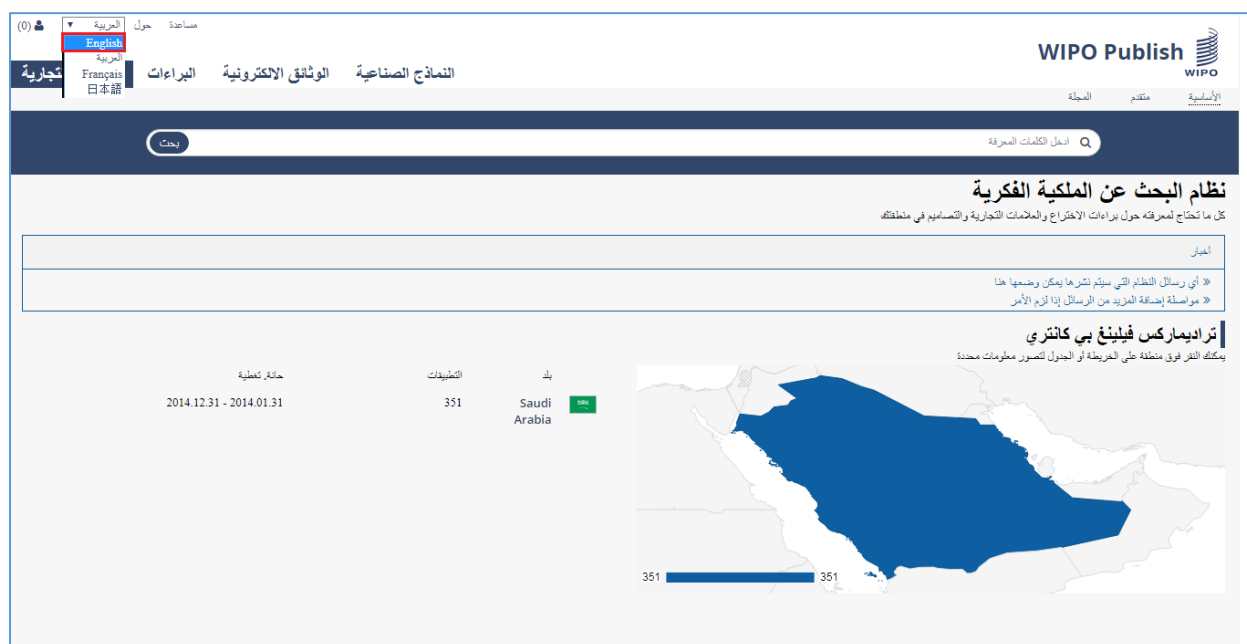 مساعدة حول العربية ▼ (0)
English
العربية
Français
日本語
WIPO Publish
WIPO
النماذج الصناعية الوثائق الالكترونية البراءات
الأساسية متقدم المجلة
ادخل الكلمات المعرفة
بحث
نظام البحث عن الملكية الفكرية
كل ما تحتاج لمعرفته حول براءات الاختراع والعلامات التجارية والتصاميم في منطقتك
أخبار
» أي رسائل النظام التي سيتم نشرها يمكن وضعها هنا
» مواصلة إضافة المزيد من الرسائل إذا لزم الأمر
تراديماركس فيلينغ بي كانتري
يمكنك النقر فوق منطقة على الخريطة أو الجدول لتصور معلومات محددة
بلد التطبيقات حانة. تغطية
Saudi Arabia 351 2014.12.31 - 2014.01.31
351 351